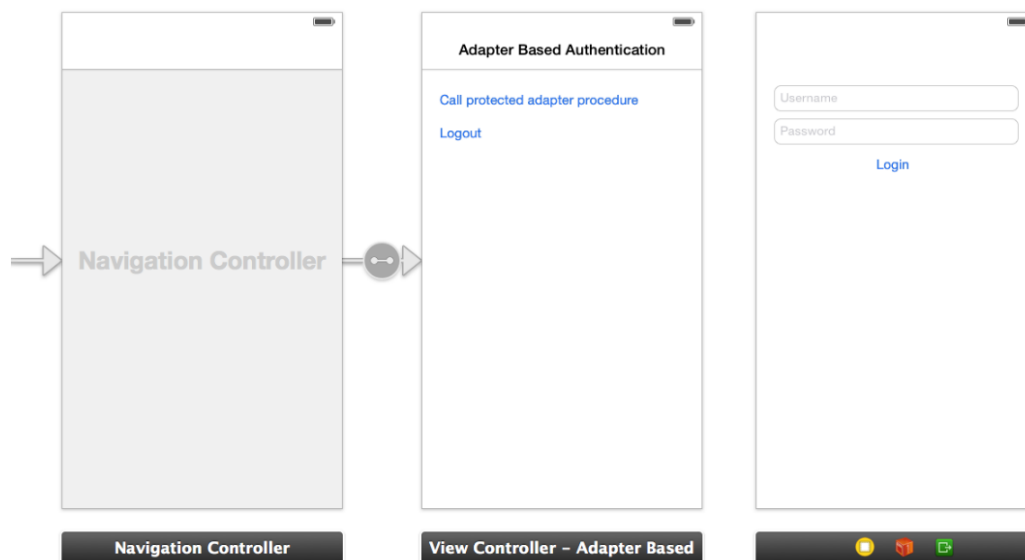 Navigation Controller
Navigation Controller
Adapter Based Authentication
Call protected adapter procedure
Logout
View Controller – Adapter Based
Username
Password
Login